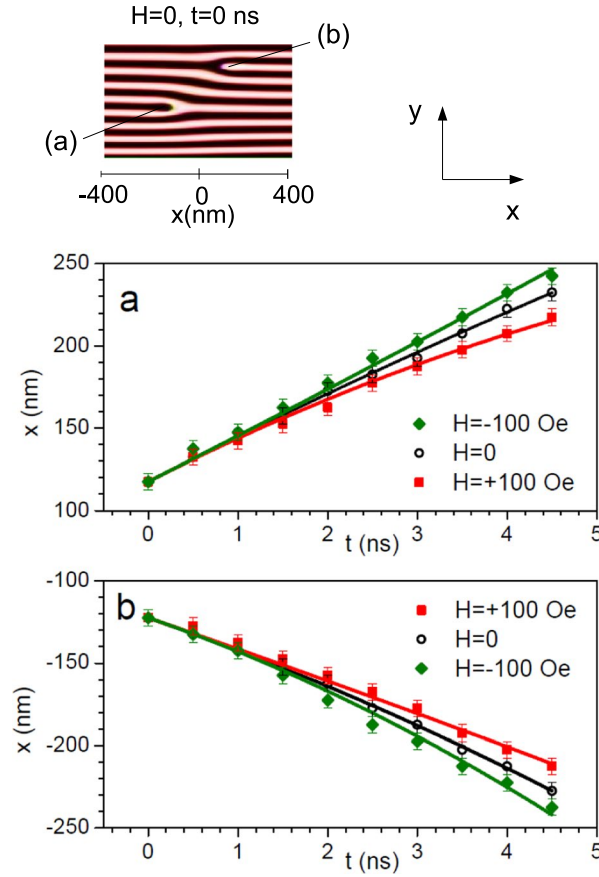 H=0, t=0 ns
(b)
(a)
-400
0
400
x(nm)
y
x
250
200
150
100
x (nm)
a
H=-100 Oe
H=0
H=+100 Oe
0
1
2
3
4
5
t (ns)
-100
-150
-200
-250
x (nm)
b
H=+100 Oe
H=0
H=-100 Oe
0
1
2
3
4
5
t (ns)